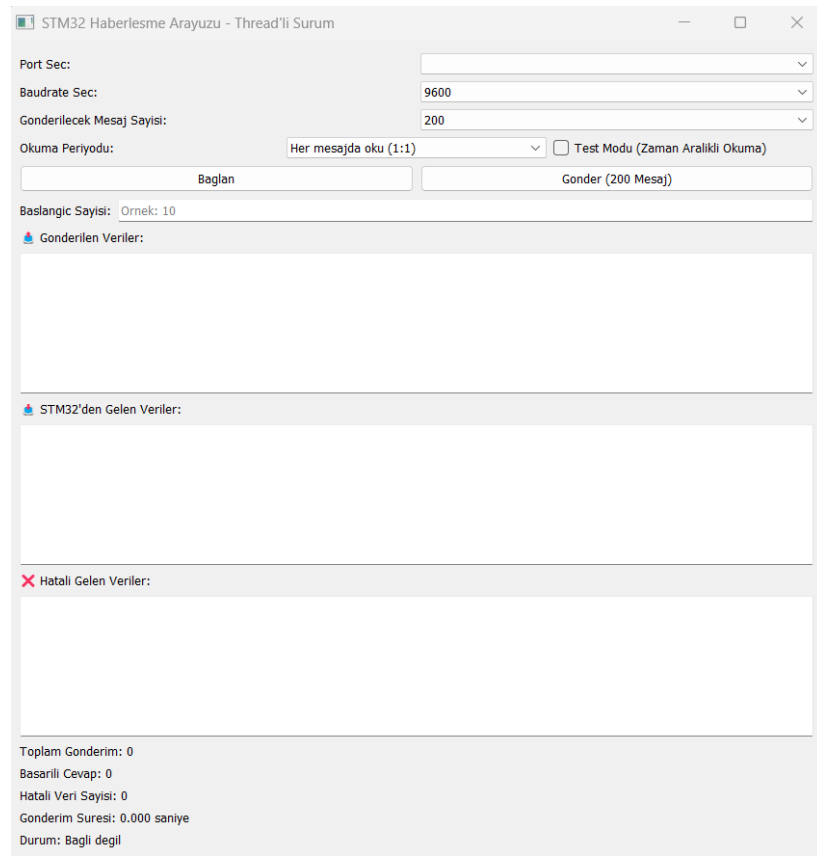 STM32 Haberlesme Arayuzu - Thread'li Surum
Port Sec:
Baudrate Sec: 9600
Gonderilecek Mesaj Sayisi: 200
Okuma Periyodu: Her mesajda oku (1:1) Test Modu (Zaman Aralikli Okuma)
Baglan Gonder (200 Mesaj)
Baslangic Sayisi: Ornek: 10
Gonderilen Veriler:
STM32'den Gelen Veriler:
Hatali Gelen Veriler:
Toplam Gonderim: 0
Basarili Cevap: 0
Hatali Veri Sayisi: 0
Gonderim Suresi: 0.000 saniye
Durum: Bagli degil